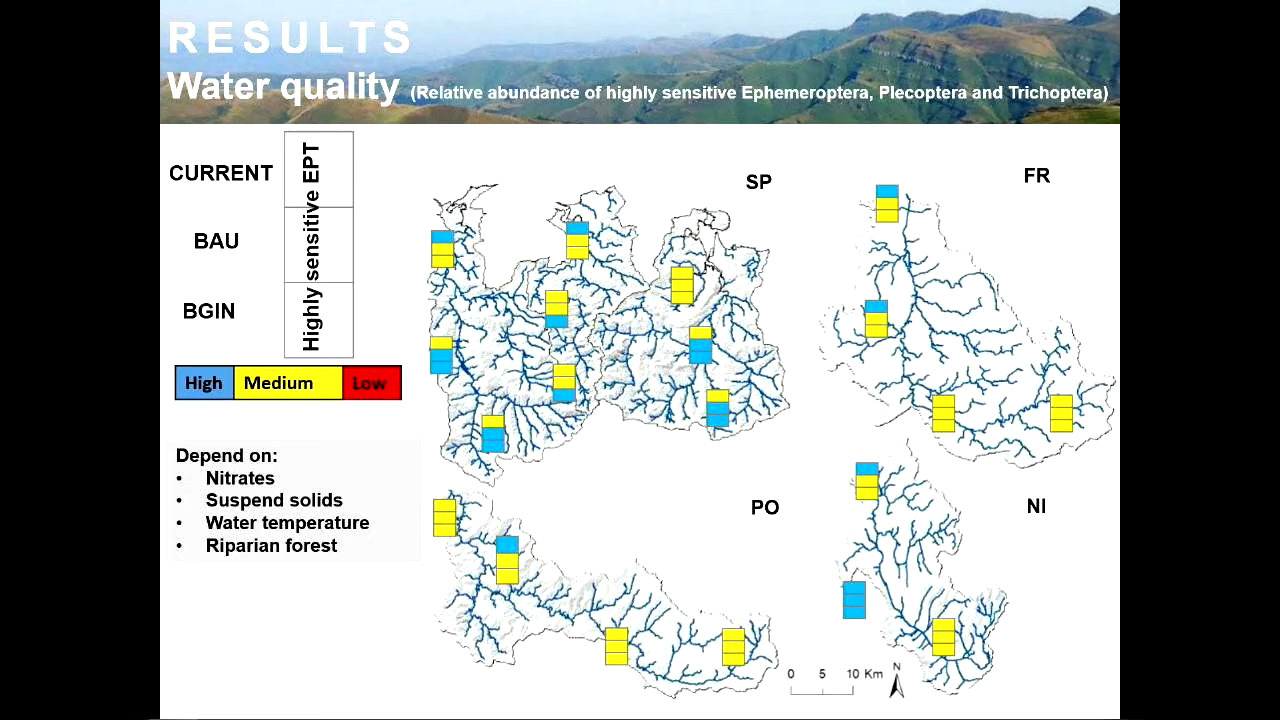 RESULTS
Water quality (Relative abundance of highly sensitive Ephemeroptera, Plecoptera and Trichoptera)
CURRENT
BAU
BGIN
Highly sensitive EPT
High Medium Low
Depend on:
• Nitrates
• Suspend solids
• Water temperature
• Riparian forest
SP
FR
PO
NI
0 5 10 Km
N